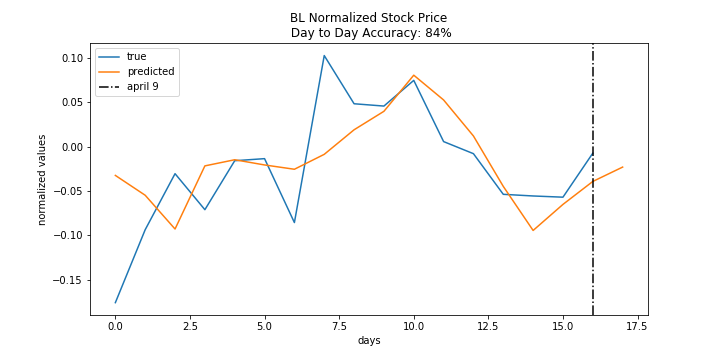 BL Normalized Stock Price
Day to Day Accuracy: 84%
true
predicted
april 9
normalized values
0.10
0.05
0.00
−0.05
−0.10
−0.15
0.0 2.5 5.0 7.5 10.0 12.5 15.0 17.5
days